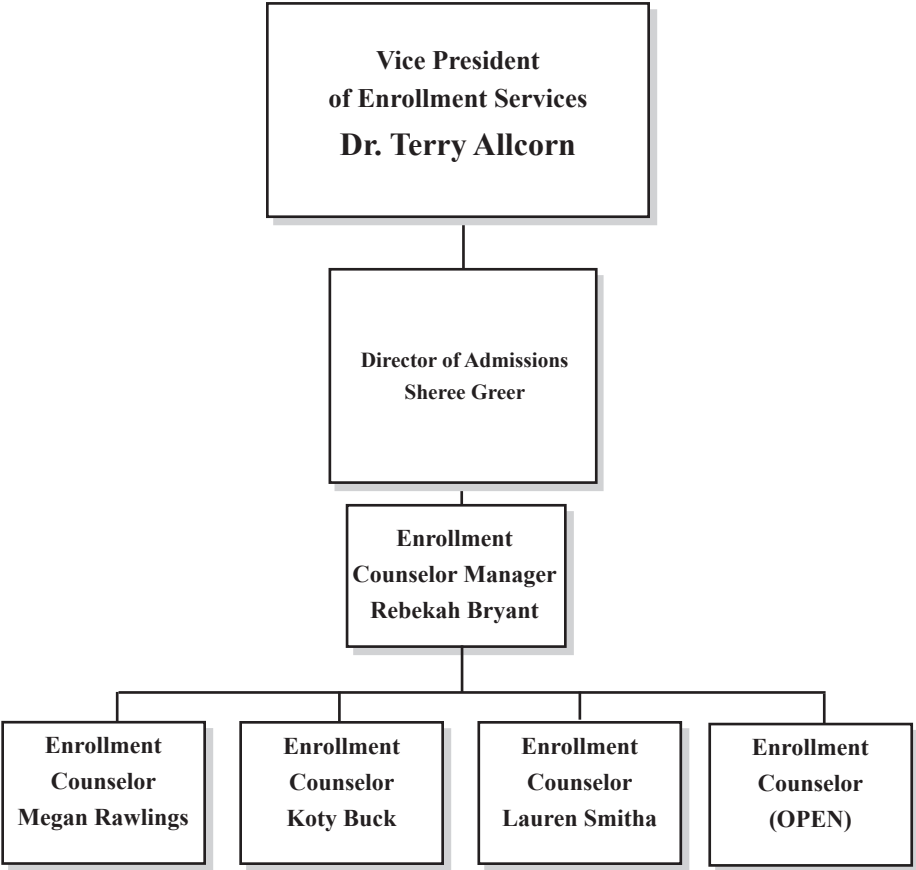 Vice President
of Enrollment Services
Dr. Terry Allcorn
Director of Admissions
Sheree Greer
Enrollment
Counselor Manager
Rebekah Bryant
Enrollment
Counselor
Megan Rawlings
Enrollment
Counselor
Koty Buck
Enrollment
Counselor
Lauren Smitha
Enrollment
Counselor
(OPEN)